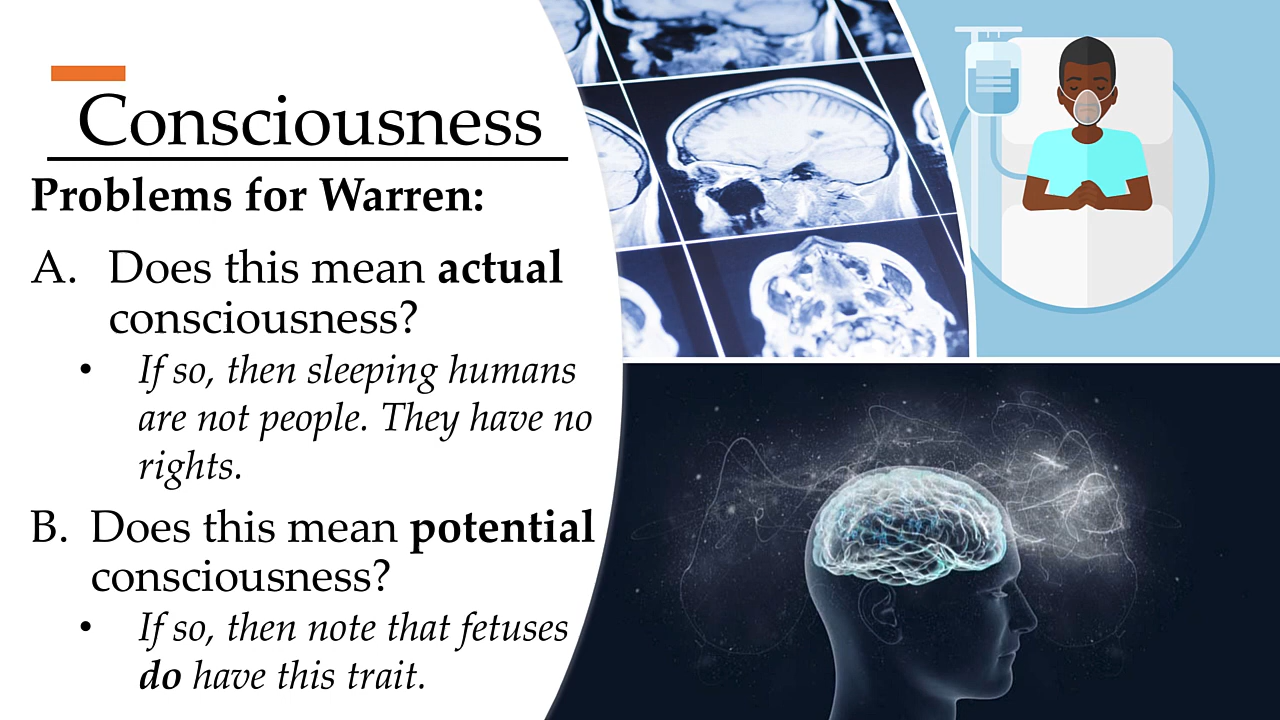 Consciousness
Problems for Warren:
A. Does this mean actual
consciousness?
• If so, then sleeping humans
are not people. They have no
rights.
B. Does this mean potential
consciousness?
• If so, then note that fetuses
do have this trait.